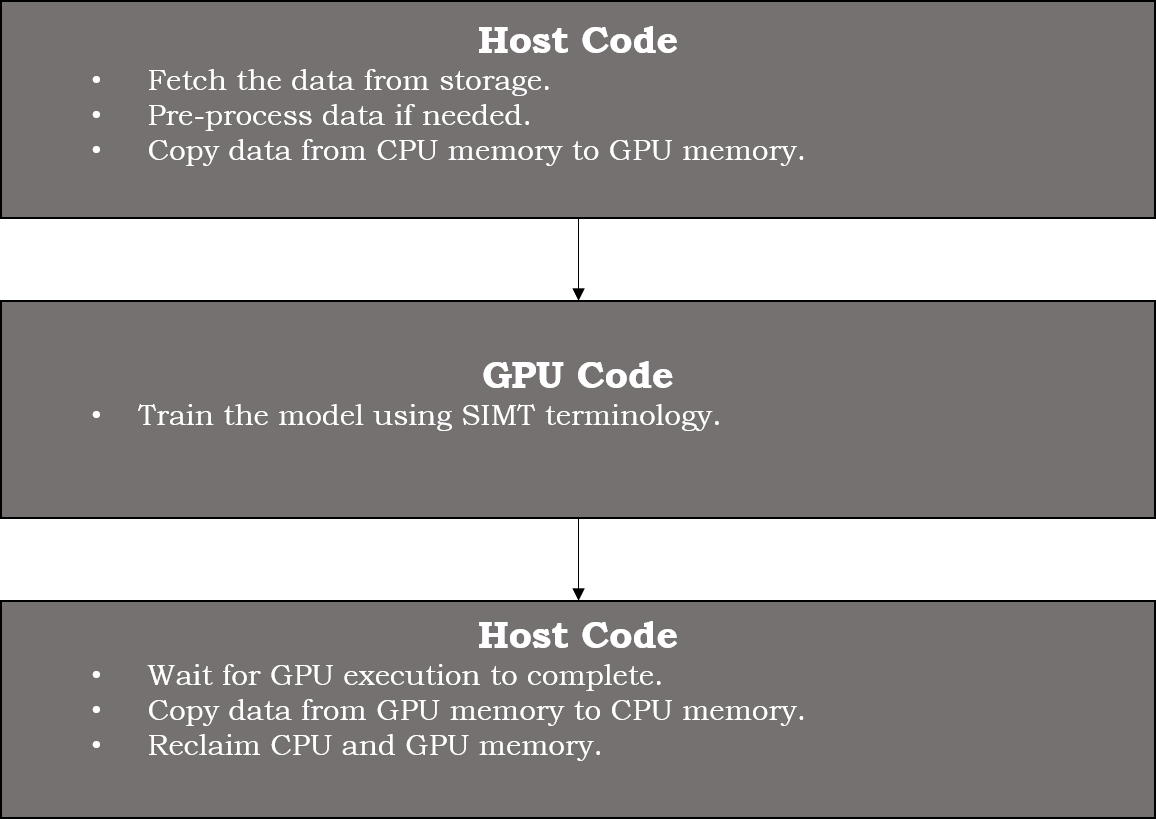 Host Code
• Fetch the data from storage.
• Pre-process data if needed.
• Copy data from CPU memory to GPU memory.
GPU Code
• Train the model using SIMT terminology.
Host Code
• Wait for GPU execution to complete.
• Copy data from GPU memory to CPU memory.
• Reclaim CPU and GPU memory.